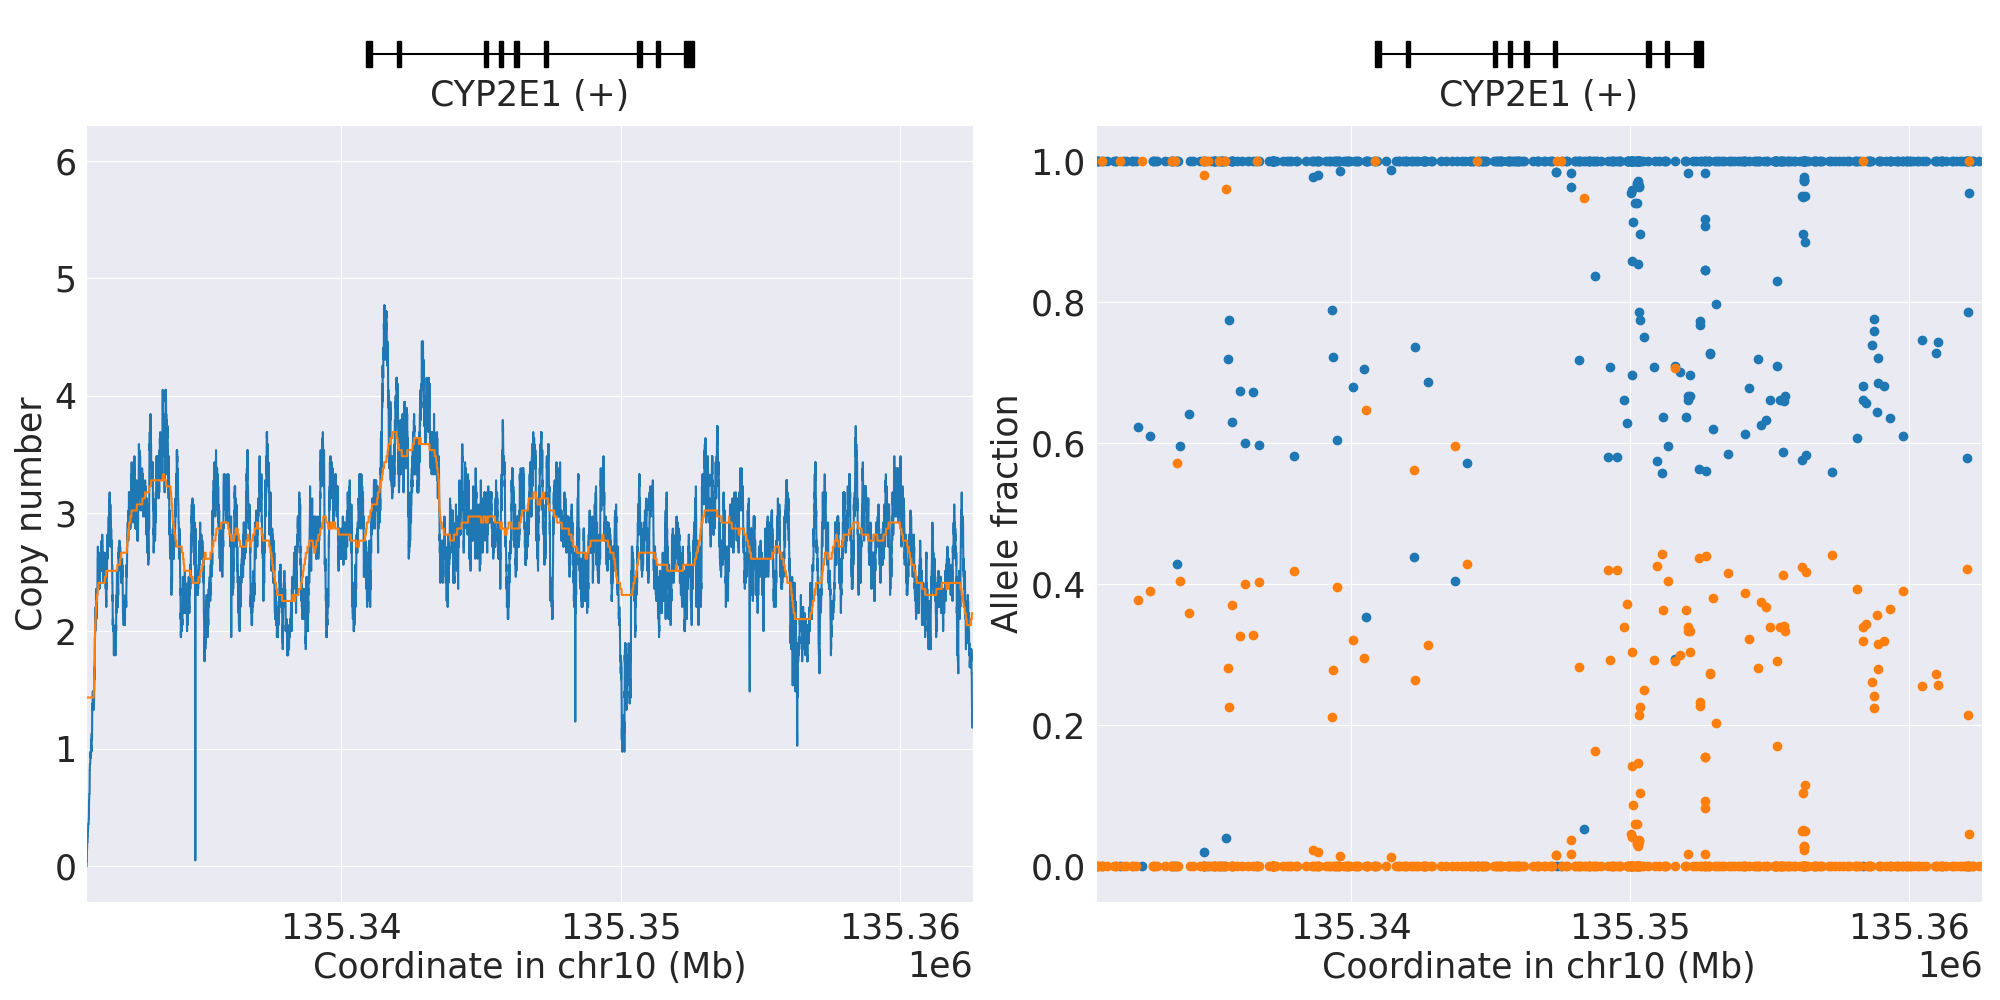 CYP2E1 (+)
6
5
4
3
2
1
0
Copy number
135.34 135.35 135.36
Coordinate in chr10 (Mb)
1e6
CYP2E1 (+)
1.0
0.8
0.6
0.4
0.2
0.0
Allele fraction
135.34 135.35 135.36
Coordinate in chr10 (Mb)
1e6